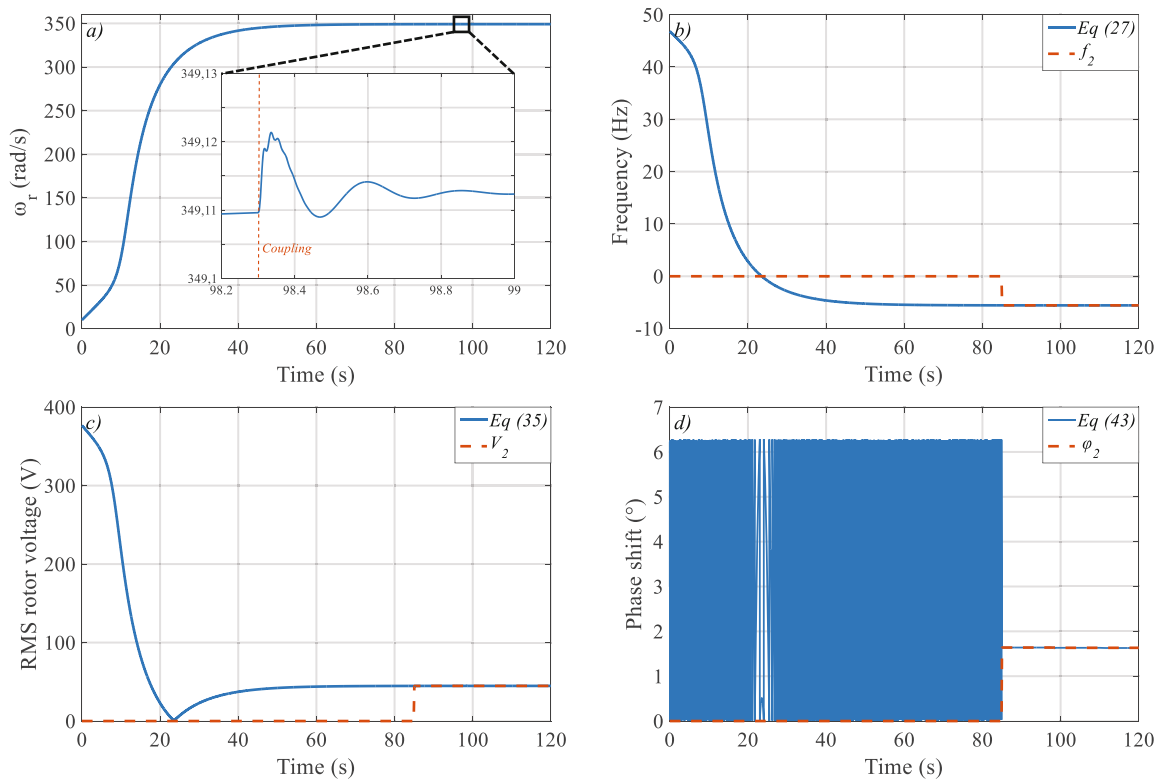 a)
350
300
250
200
150
100
50
0
ω_r (rad/s)
0 20 40 60 80 100 120
Time (s)
349,13
349,12
349,11
349,1
98.2 98.4 98.6 98.8 99
Coupling
b)
50
40
30
20
10
0
-10
Frequency (Hz)
0 20 40 60 80 100 120
Time (s)
Eq (27)
f_2
c)
400
300
200
100
0
RMS rotor voltage (V)
0 20 40 60 80 100 120
Time (s)
Eq (35)
V_2
d)
7
6
5
4
3
2
1
0
Phase shift (°)
0 20 40 60 80 100 120
Time (s)
Eq (43)
φ_2